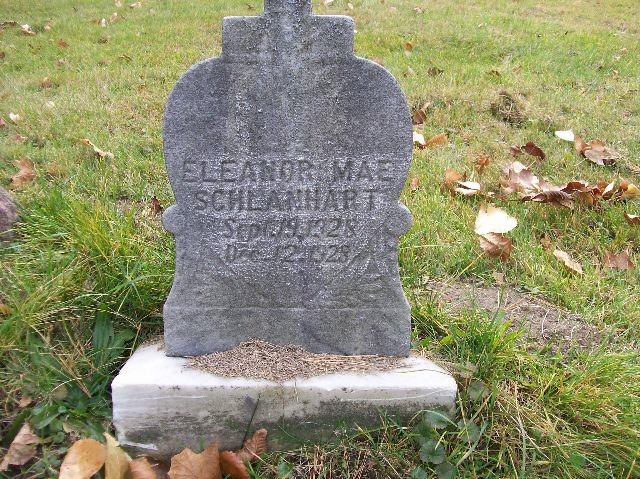 ELEANOR MAE
SCHLANHART
Sept. 19, 1928
Dec. 12, 1928